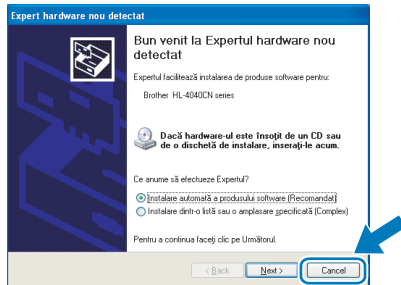 Expert hardware nou detectat
Bun venit la Expertul hardware nou
detectat
Expertul facilitează instalarea de produse software pentru:
Brother HL-4040CN series
Dacă hardware-ul este însoţit de un CD sau
de o dischetă de instalare, inseraţi-le acum.
Ce anume să efectueze Expertul?
Instalare automată a produsului software (Recomandat)
Instalare dintr-o listă sau o amplasare specificată (Complex)
Pentru a continua faceţi clic pe Următorul.
< Back Next > Cancel